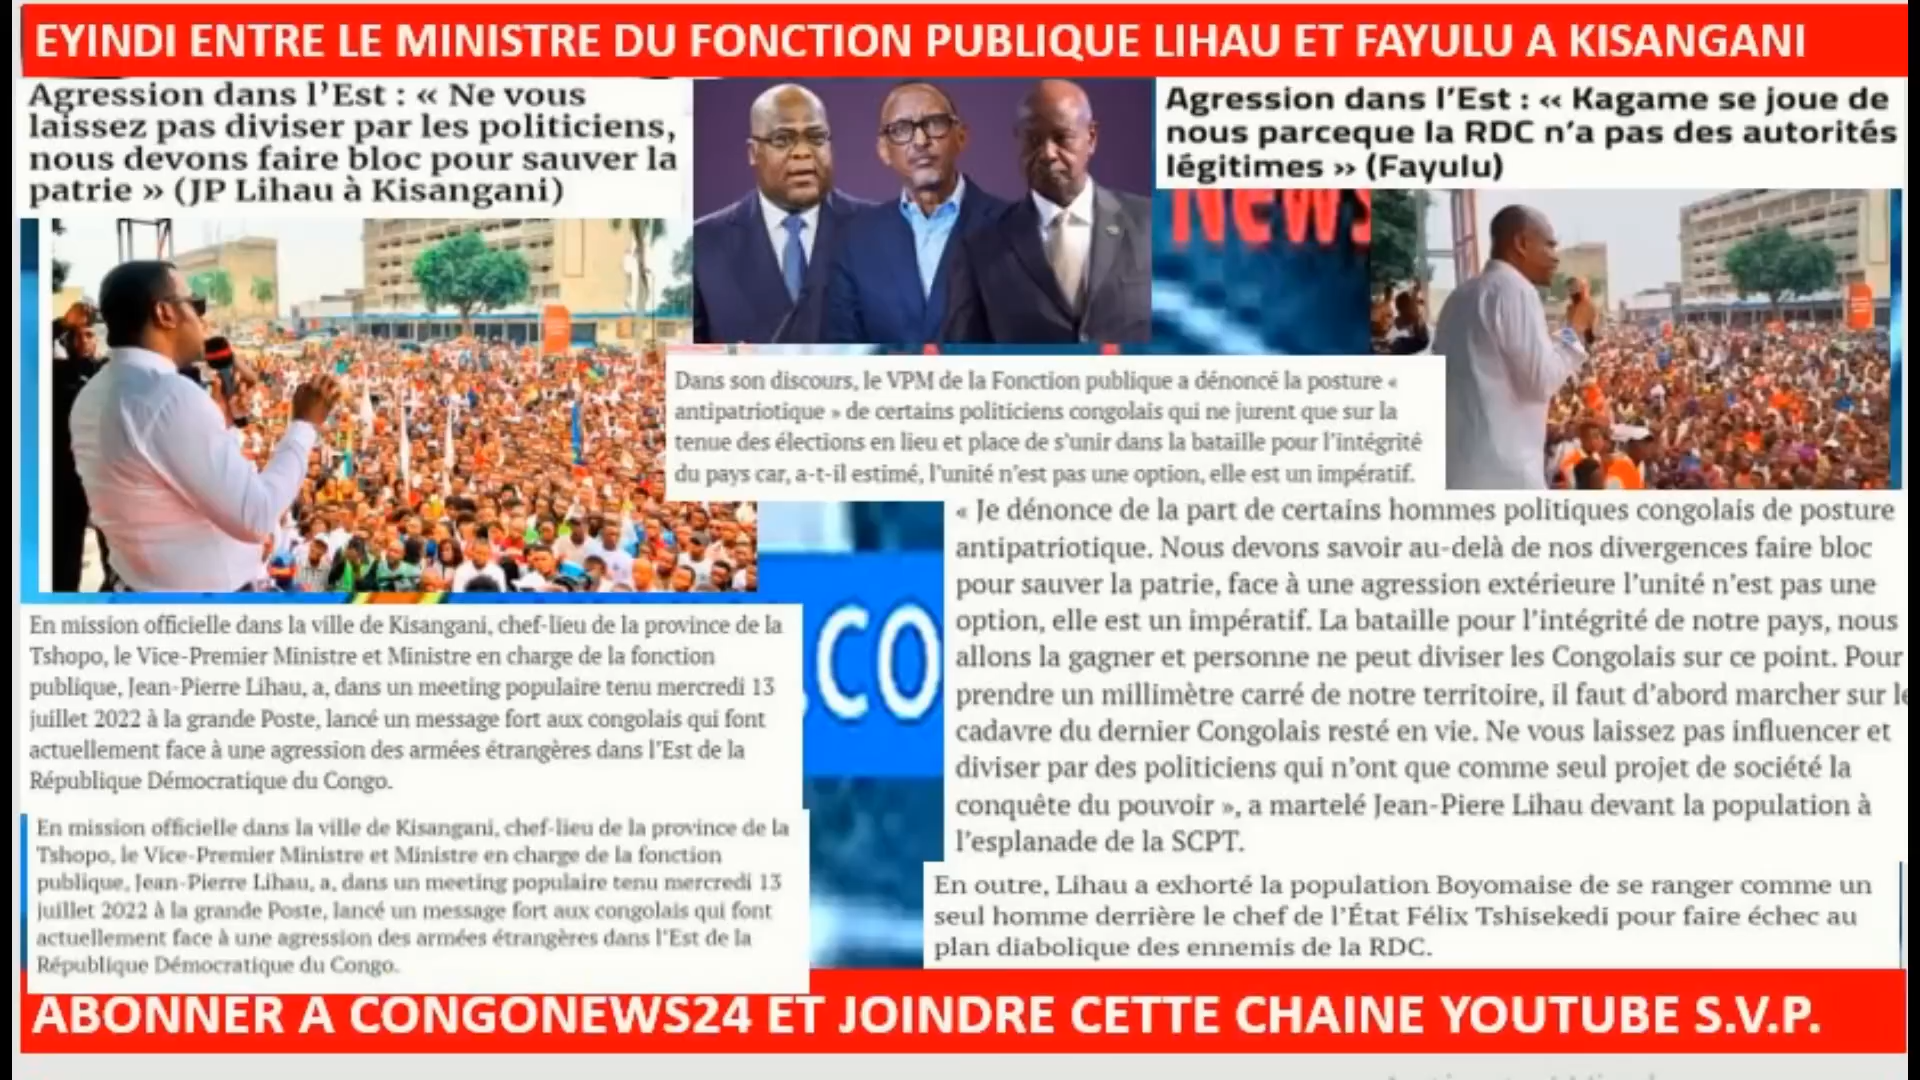 EYINDI ENTRE LE MINISTRE DU FONCTION PUBLIQUE LIHAU ET FAYULU A KISANGANI
Agression dans l'Est : « Ne vous
laissez pas diviser par les politiciens,
nous devons faire bloc pour sauver la
patrie » (JP Lihau à Kisangani)
Agression dans l'Est : « Kagame se joue de
nous parceque la RDC n'a pas des autorités
légitimes » (Fayulu)
News
Dans son discours, le VPM de la Fonction publique a dénoncé la posture «
antipatriotique » de certains politiciens congolais qui ne jurent que sur la
tenue des élections en lieu et place de s'unir dans la bataille pour l'intégrité
du pays car, a-t-il estimé, l'unité n'est pas une option, elle est un impératif.
« Je dénonce de la part de certains hommes politiques congolais de posture
antipatriotique. Nous devons savoir au-delà de nos divergences faire bloc
pour sauver la patrie, face à une agression extérieure l'unité n'est pas une
option, elle est un impératif. La bataille pour l'intégrité de notre pays, nous
allons la gagner et personne ne peut diviser les Congolais sur ce point. Pour
prendre un millimètre carré de notre territoire, il faut d'abord marcher sur le
cadavre du dernier Congolais resté en vie. Ne vous laissez pas influencer et
diviser par des politiciens qui n'ont que comme seul projet de société la
conquête du pouvoir », a martelé Jean-Piere Lihau devant la population à
l'esplanade de la SCPT.
.CO
En mission officielle dans la ville de Kisangani, chef-lieu de la province de la
Tshopo, le Vice-Premier Ministre et Ministre en charge de la fonction
publique, Jean-Pierre Lihau, a, dans un meeting populaire tenu mercredi 13
juillet 2022 à la grande Poste, lancé un message fort aux congolais qui font
actuellement face à une agression des armées étrangères dans l'Est de la
République Démocratique du Congo.
En mission officielle dans la ville de Kisangani, chef-lieu de la province de la
Tshopo, le Vice-Premier Ministre et Ministre en charge de la fonction
publique, Jean-Pierre Lihau, a, dans un meeting populaire tenu mercredi 13
juillet 2022 à la grande Poste, lancé un message fort aux congolais qui font
actuellement face à une agression des armées étrangères dans l'Est de la
République Démocratique du Congo.
En outre, Lihau a exhorté la population Boyomaise de se ranger comme un
seul homme derrière le chef de l'État Félix Tshisekedi pour faire échec au
plan diabolique des ennemis de la RDC.
ABONNER A CONGONEWS24 ET JOINDRE CETTE CHAINE YOUTUBE S.V.P.